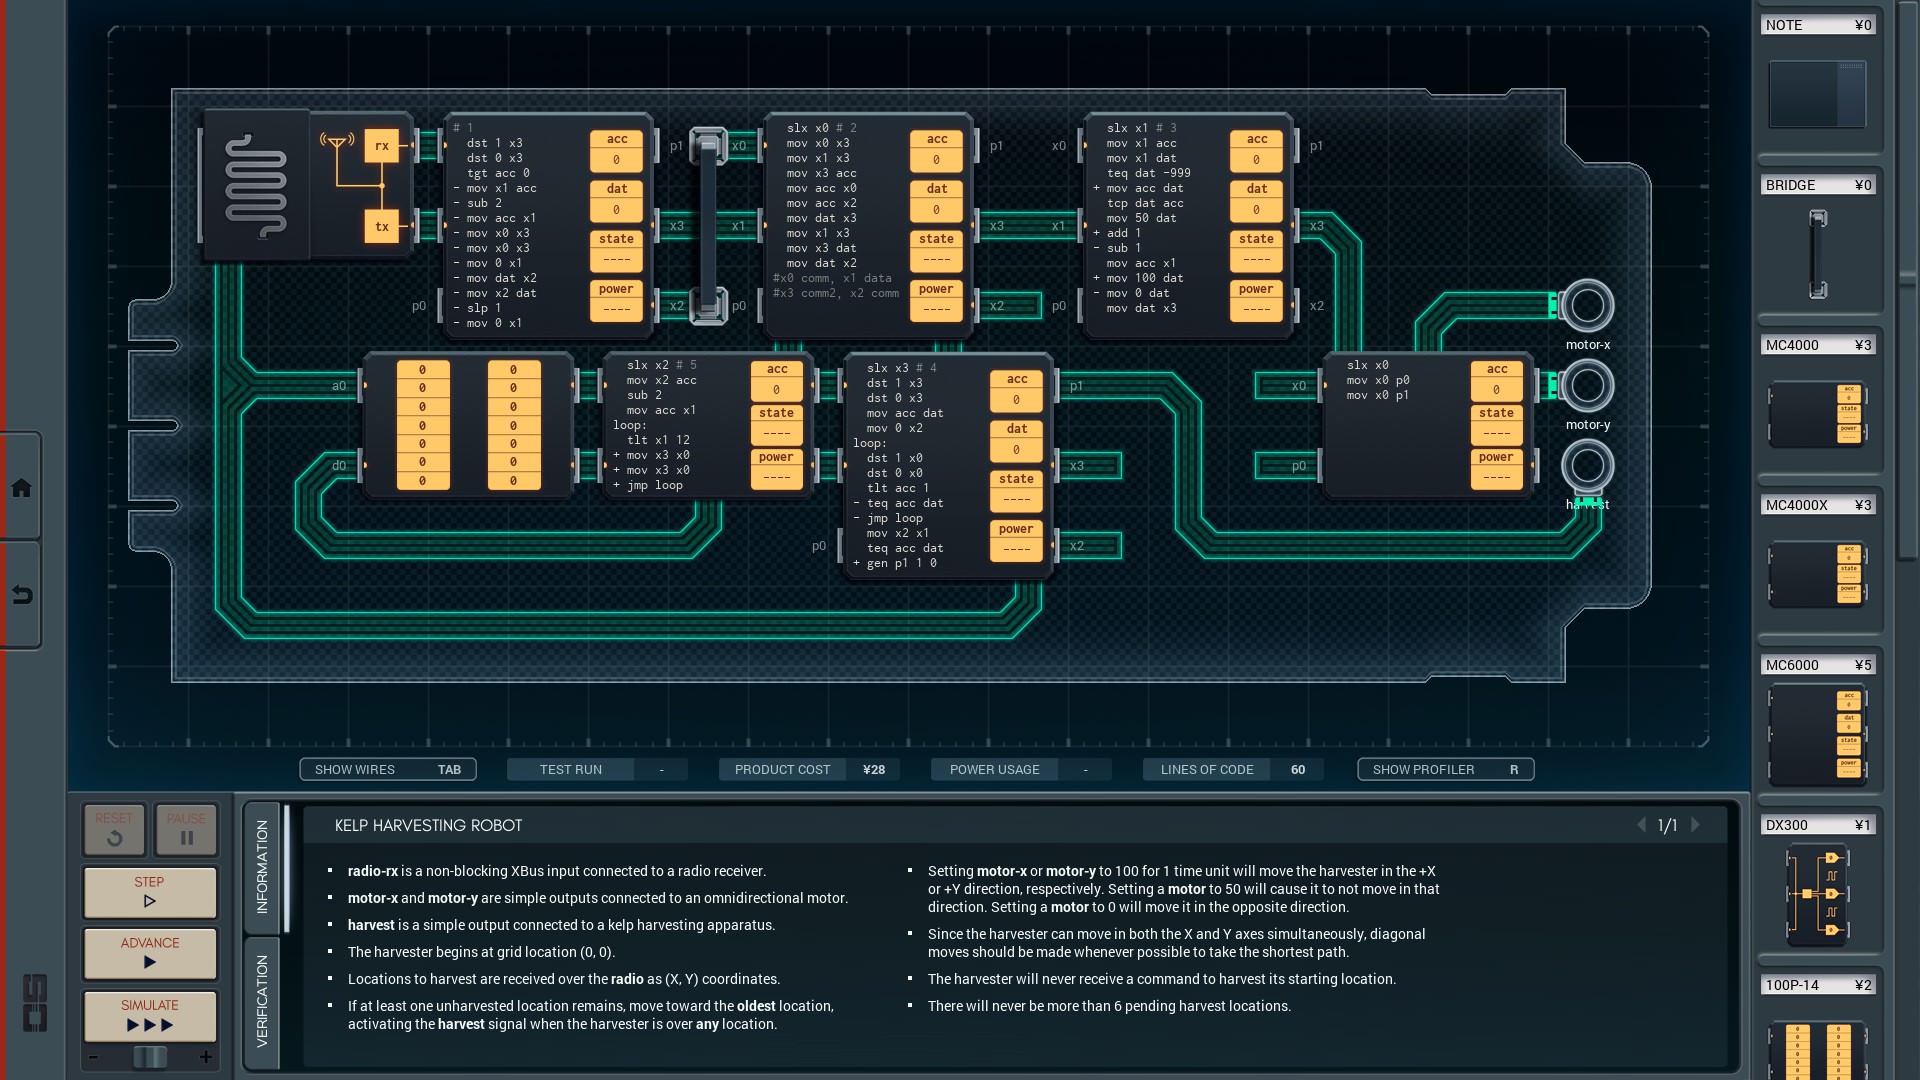 NOTE ¥0
BRIDGE ¥0
MC4000 ¥3
MC4000X ¥3
MC6000 ¥5
DX300 ¥1
100P-14 ¥2
rx
tx
# 1
dst 1 x3
dst 0 x3
tgt acc 0
- mov x1 acc
- sub 2
- mov acc x1
- mov x0 x3
- mov x0 x3
- mov 0 x1
- mov dat x2
- mov x2 dat
- slp 1
- mov 0 x1
acc
0
dat
0
state
----
power
----
p0
p1
x3
x2
x0
x1
p0
slx x0 # 2
mov x0 x3
mov x1 x3
mov x3 acc
mov acc x0
mov acc x2
mov dat x3
mov x1 x3
mov x3 dat
mov dat x2
#x0 comm, x1 data
#x3 comm2, x2 comm
acc
0
dat
0
state
----
power
----
p1
x3
x2
x0
x1
p0
slx x1 # 3
mov x1 acc
mov x1 dat
teq dat -999
+ mov acc dat
tcp dat acc
mov 50 dat
+ add 1
- sub 1
mov acc x1
+ mov 100 dat
- mov 0 dat
mov dat x3
acc
0
dat
0
state
----
power
----
p1
x3
x2
motor-x
motor-y
a0
d0
0 0
0 0
0 0
0 0
0 0
0 0
0 0
slx x2 # 5
mov x2 acc
sub 2
mov acc x1
loop:
tlt x1 12
+ mov x3 x0
+ mov x3 x0
+ jmp loop
acc
0
state
----
power
----
slx x3 # 4
dst 1 x3
dst 0 x3
mov acc dat
mov 0 x2
loop:
dst 1 x0
dst 0 x0
tlt acc 1
- teq acc dat
- jmp loop
mov x2 x1
teq acc dat
+ gen p1 1 0
acc
0
dat
0
state
----
power
----
p0
p1
x3
x2
x0
p0
slx x0
mov x0 p0
mov x0 p1
acc
0
state
----
power
----
harvest
SHOW WIRES TAB
TEST RUN -
PRODUCT COST ¥28
POWER USAGE -
LINES OF CODE 60
SHOW PROFILER R
RESET
PAUSE
STEP
ADVANCE
SIMULATE
- +
INFORMATION
VERIFICATION
KELP HARVESTING ROBOT
1/1
▪ radio-rx is a non-blocking XBus input connected to a radio receiver.
▪ motor-x and motor-y are simple outputs connected to an omnidirectional motor.
▪ harvest is a simple output connected to a kelp harvesting apparatus.
▪ The harvester begins at grid location (0, 0).
▪ Locations to harvest are received over the radio as (X, Y) coordinates.
▪ If at least one unharvested location remains, move toward the oldest location,
activating the harvest signal when the harvester is over any location.
▪ Setting motor-x or motor-y to 100 for 1 time unit will move the harvester in the +X
or +Y direction, respectively. Setting a motor to 50 will cause it to not move in that
direction. Setting a motor to 0 will move it in the opposite direction.
▪ Since the harvester can move in both the X and Y axes simultaneously, diagonal
moves should be made whenever possible to take the shortest path.
▪ The harvester will never receive a command to harvest its starting location.
▪ There will never be more than 6 pending harvest locations.